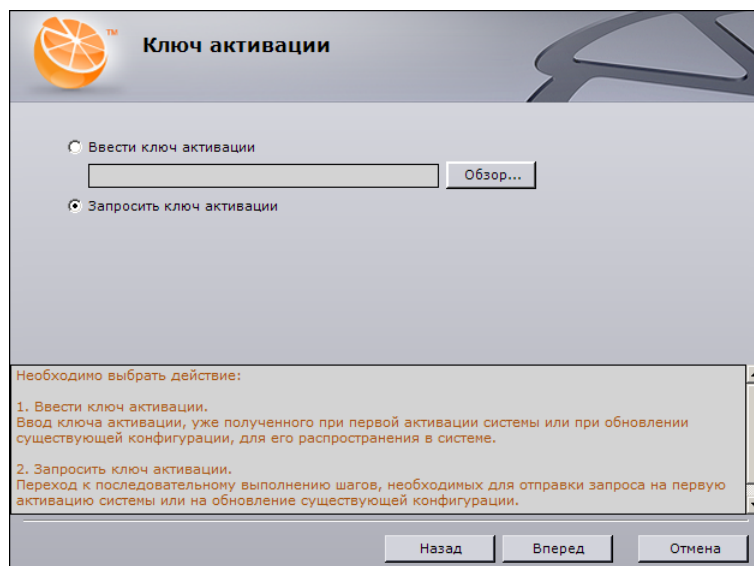 TM
Ключ активации
Ввести ключ активации
Обзор...
Запросить ключ активации
Необходимо выбрать действие:
1. Ввести ключ активации.
Ввод ключа активации, уже полученного при первой активации системы или при обновлении
существующей конфигурации, для его распространения в системе.
2. Запросить ключ активации.
Переход к последовательному выполнению шагов, необходимых для отправки запроса на первую
активацию системы или на обновление существующей конфигурации.
Назад
Вперед
Отмена